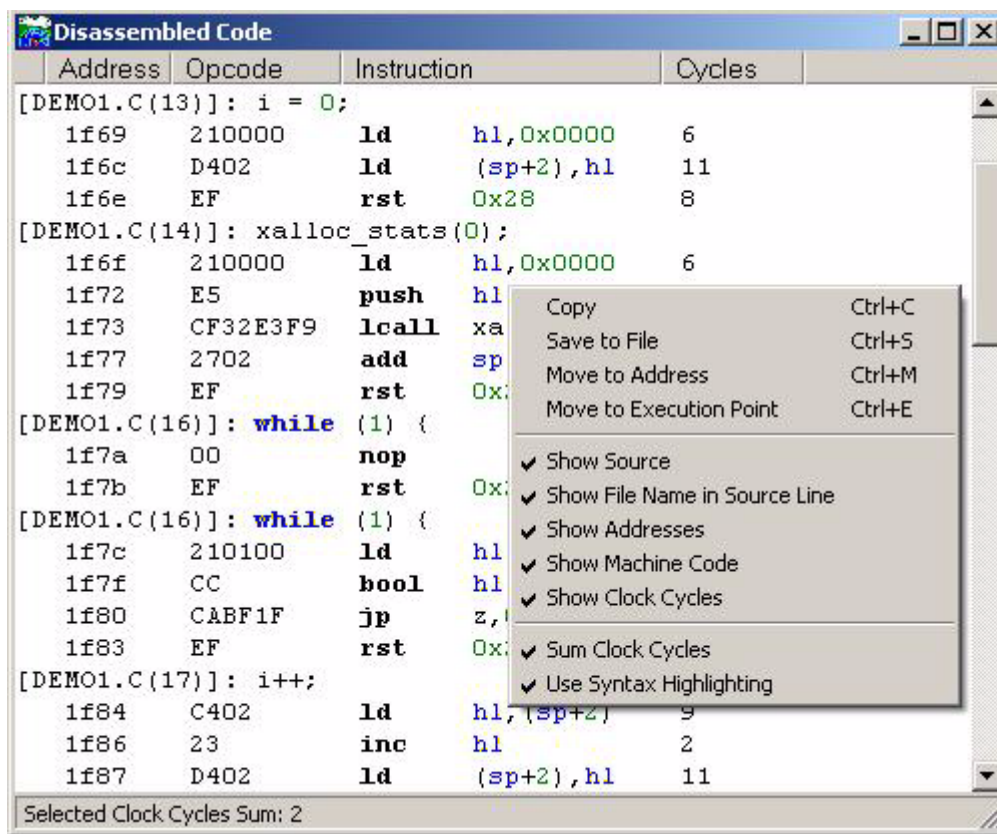 Disassembled Code
Address Opcode Instruction Cycles
[DEMO1.C(13)]: i = 0;
1f69 210000 ld hl,0x0000 6
1f6c D402 ld (sp+2),hl 11
1f6e EF rst 0x28 8
[DEMO1.C(14)]: xalloc_stats(0);
1f6f 210000 ld hl,0x0000 6
1f72 E5 push hl
1f73 CF32E3F9 lcall xa
1f77 2702 add sp
1f79 EF rst 0x
[DEMO1.C(16)]: while (1) {
1f7a 00 nop
1f7b EF rst 0x
[DEMO1.C(16)]: while (1) {
1f7c 210100 ld hl
1f7f CC bool hl
1f80 CABF1F jp z,
1f83 EF rst 0x
[DEMO1.C(17)]: i++;
1f84 C402 ld hl,(sp+2) 9
1f86 23 inc hl 2
1f87 D402 ld (sp+2),hl 11
Copy Ctrl+C
Save to File Ctrl+S
Move to Address Ctrl+M
Move to Execution Point Ctrl+E
Show Source
Show File Name in Source Line
Show Addresses
Show Machine Code
Show Clock Cycles
Sum Clock Cycles
Use Syntax Highlighting
Selected Clock Cycles Sum: 2